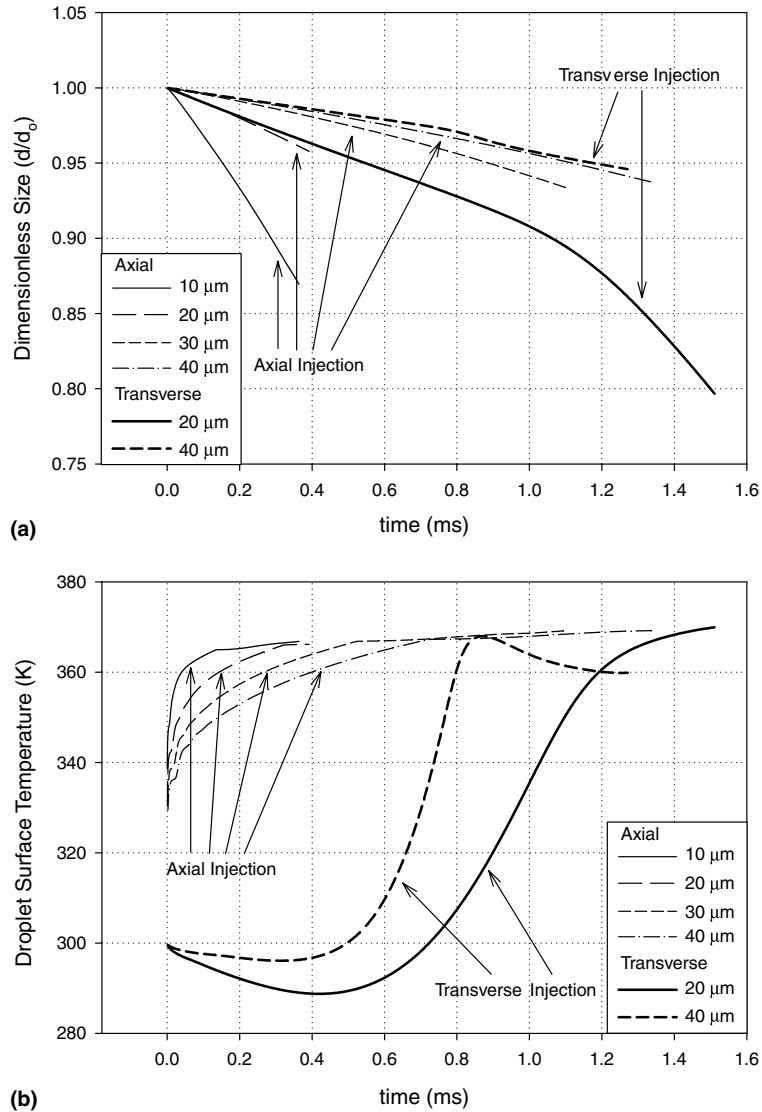 1.05
1.00
0.95
0.90
0.85
0.80
0.75
Dimensionless Size (d/do)
Transverse Injection
Axial
10 μm
20 μm
30 μm
40 μm
Transverse
20 μm
40 μm
Axial Injection
0.0 0.2 0.4 0.6 0.8 1.0 1.2 1.4 1.6
time (ms)
(a)
380
360
340
320
300
280
Droplet Surface Temperature (K)
Axial Injection
Transverse Injection
Axial
10 μm
20 μm
30 μm
40 μm
Transverse
20 μm
40 μm
0.0 0.2 0.4 0.6 0.8 1.0 1.2 1.4 1.6
time (ms)
(b)